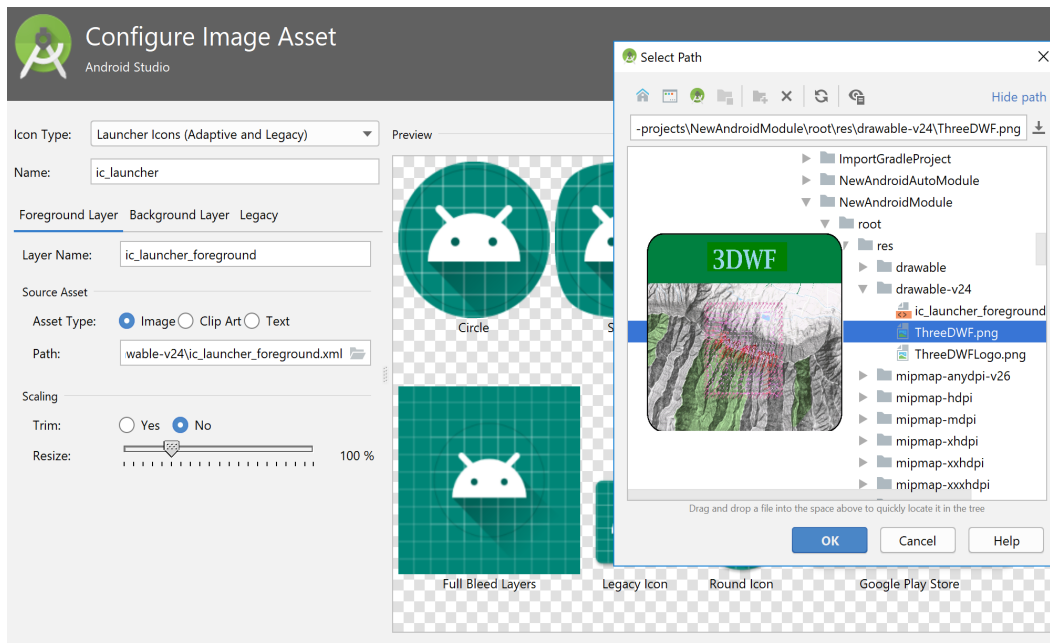 Configure Image Asset
Android Studio
Icon Type:
Launcher Icons (Adaptive and Legacy)
Name:
ic_launcher
Foreground Layer
Background Layer
Legacy
Layer Name:
ic_launcher_foreground
Source Asset
Asset Type:
Image
Clip Art
Text
Path:
wable-v24\ic_launcher_foreground.xml
Scaling
Trim:
Yes
No
Resize:
100 %
Preview
Circle
S
Full Bleed Layers
Legacy Icon
Round Icon
Google Play Store
Select Path
Hide path
-projects\NewAndroidModule\root\res\drawable-v24\ThreeDWF.png
ImportGradleProject
NewAndroidAutoModule
NewAndroidModule
root
res
drawable
drawable-v24
ic_launcher_foreground
ThreeDWF.png
ThreeDWFLogo.png
mipmap-anydpi-v26
mipmap-hdpi
mipmap-mdpi
mipmap-xhdpi
mipmap-xxhdpi
mipmap-xxxhdpi
3DWF
Drag and drop a file into the space above to quickly locate it in the tree
OK
Cancel
Help